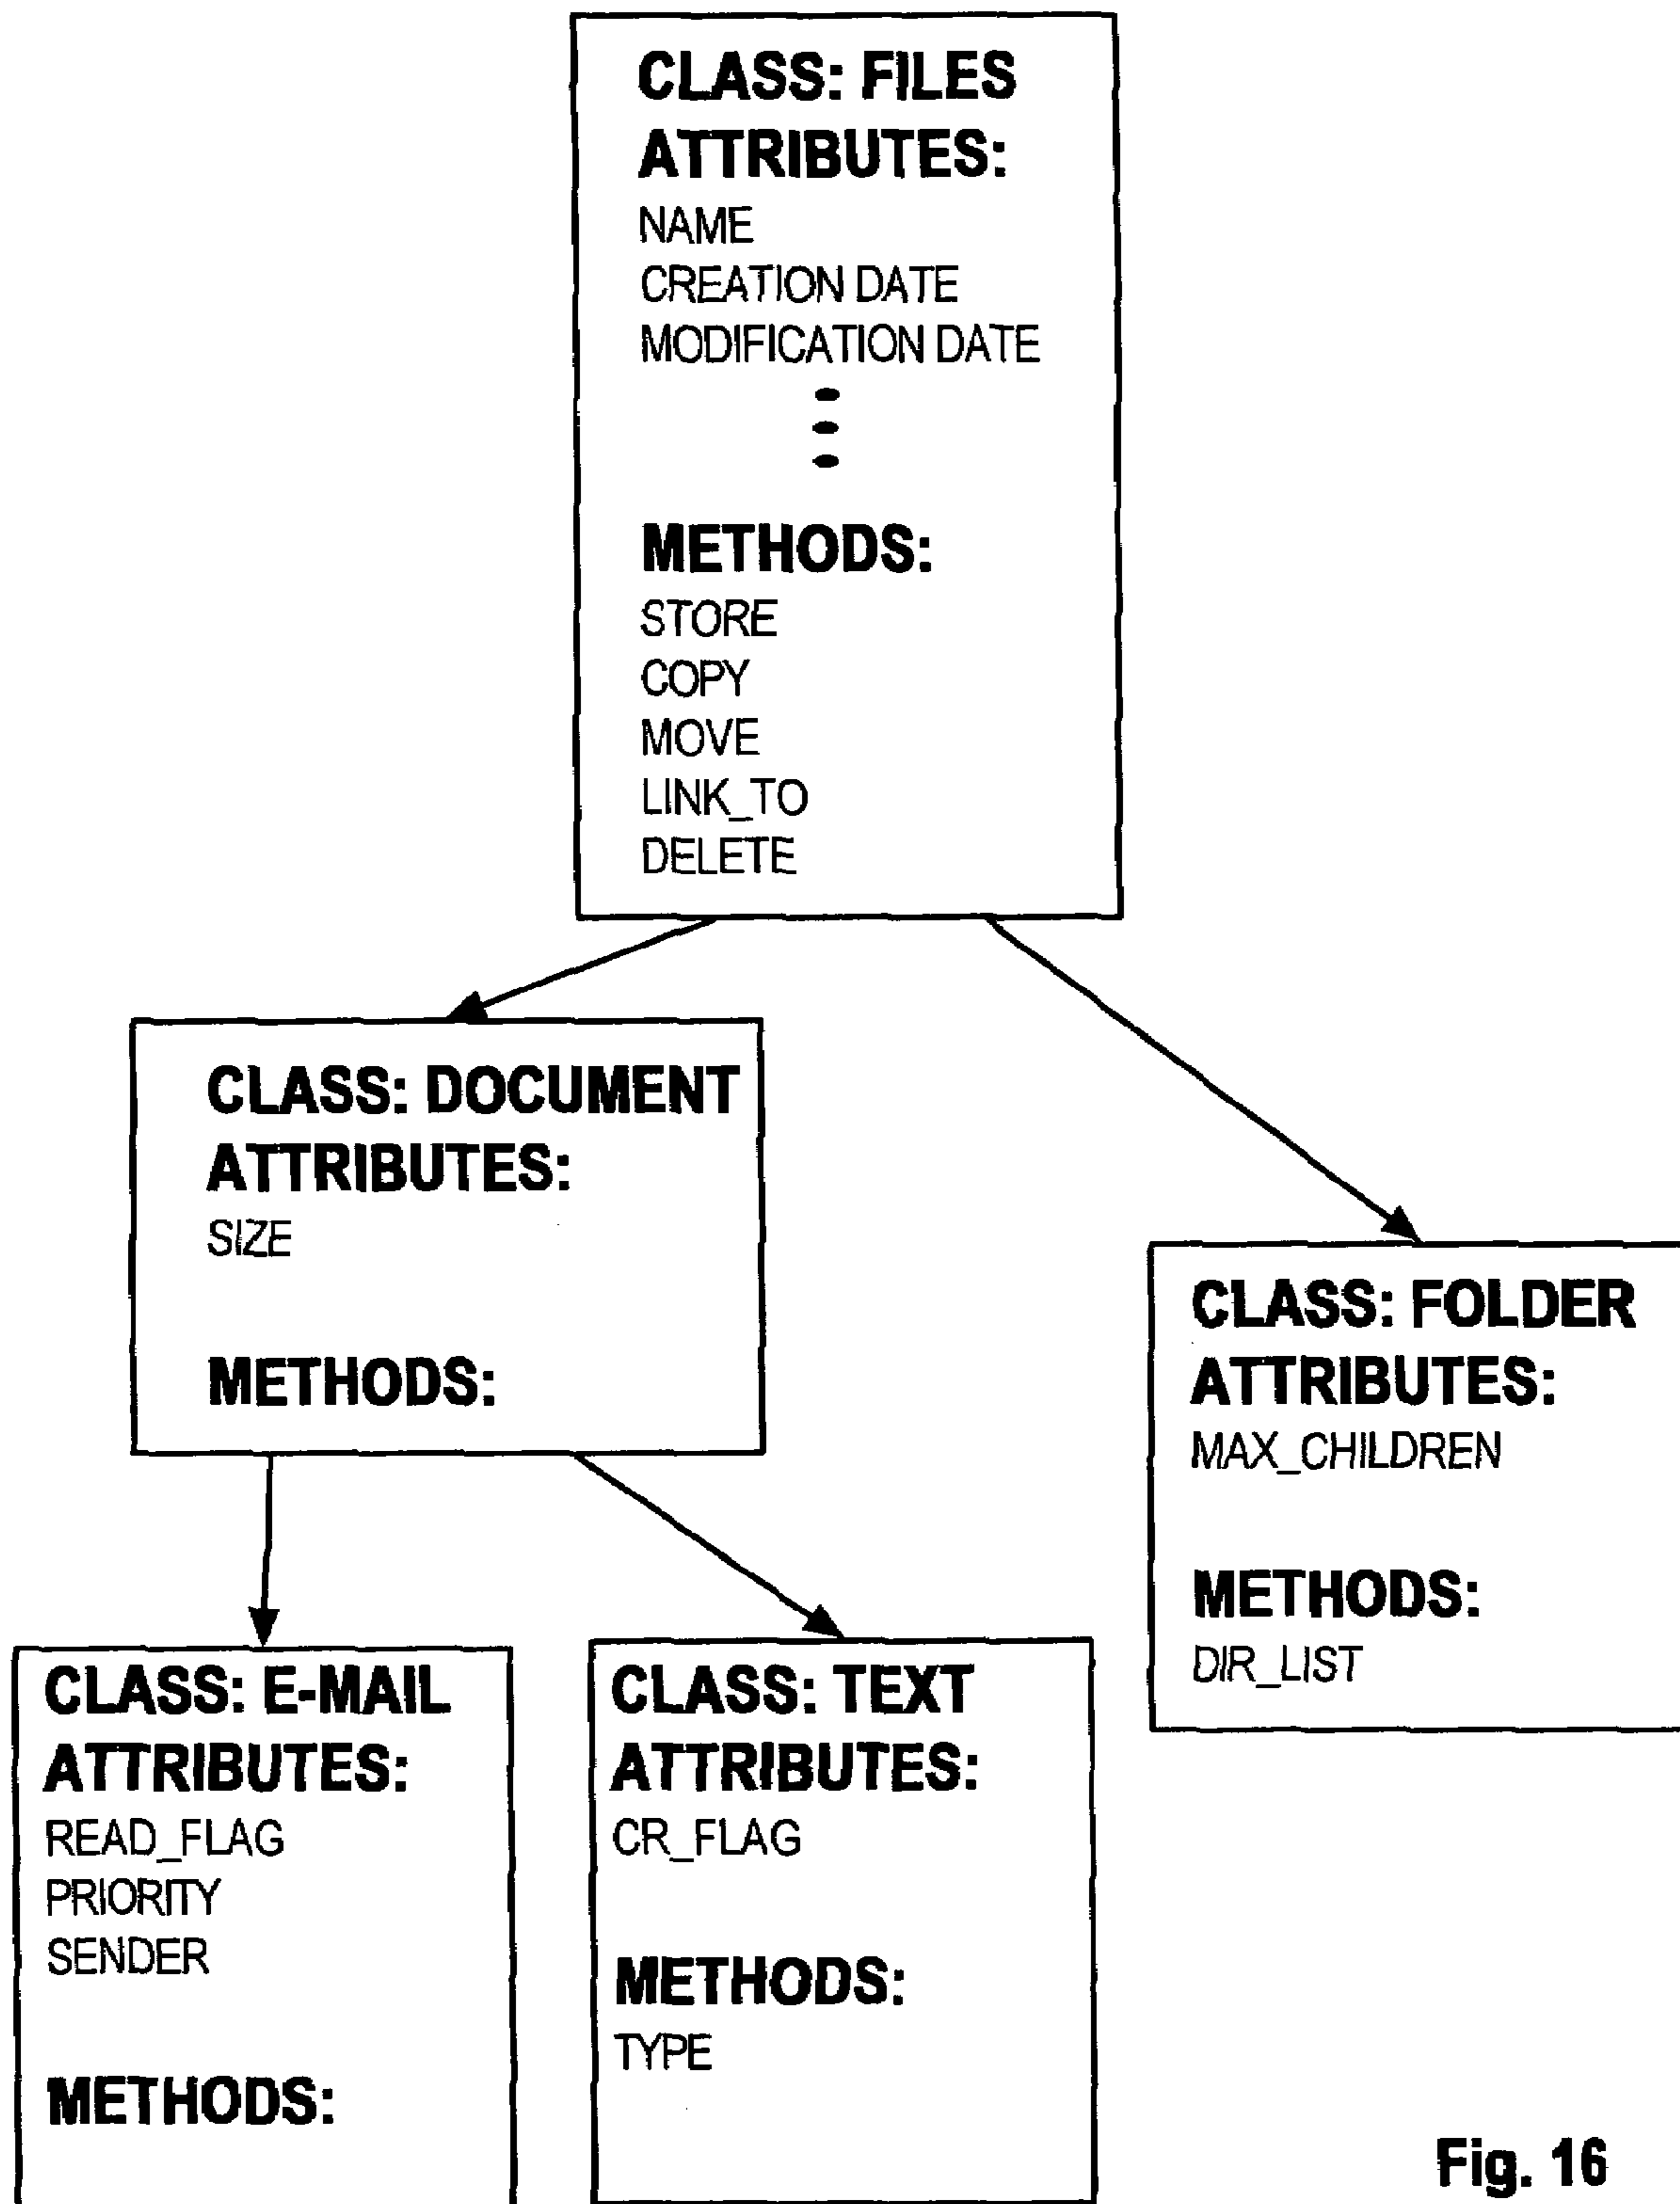 CLASS: FILES
ATTRIBUTES:
NAME
CREATION DATE
MODIFICATION DATE
METHODS:
STORE
COPY
MOVE
LINK_TO
DELETE
CLASS: DOCUMENT
ATTRIBUTES:
SIZE
METHODS:
CLASS: FOLDER
ATTRIBUTES:
MAX_CHILDREN
METHODS:
DIR_LIST
CLASS: E-MAIL
ATTRIBUTES:
READ_FLAG
PRIORITY
SENDER
METHODS:
CLASS: TEXT
ATTRIBUTES:
CR_FLAG
METHODS:
TYPE
Fig. 16